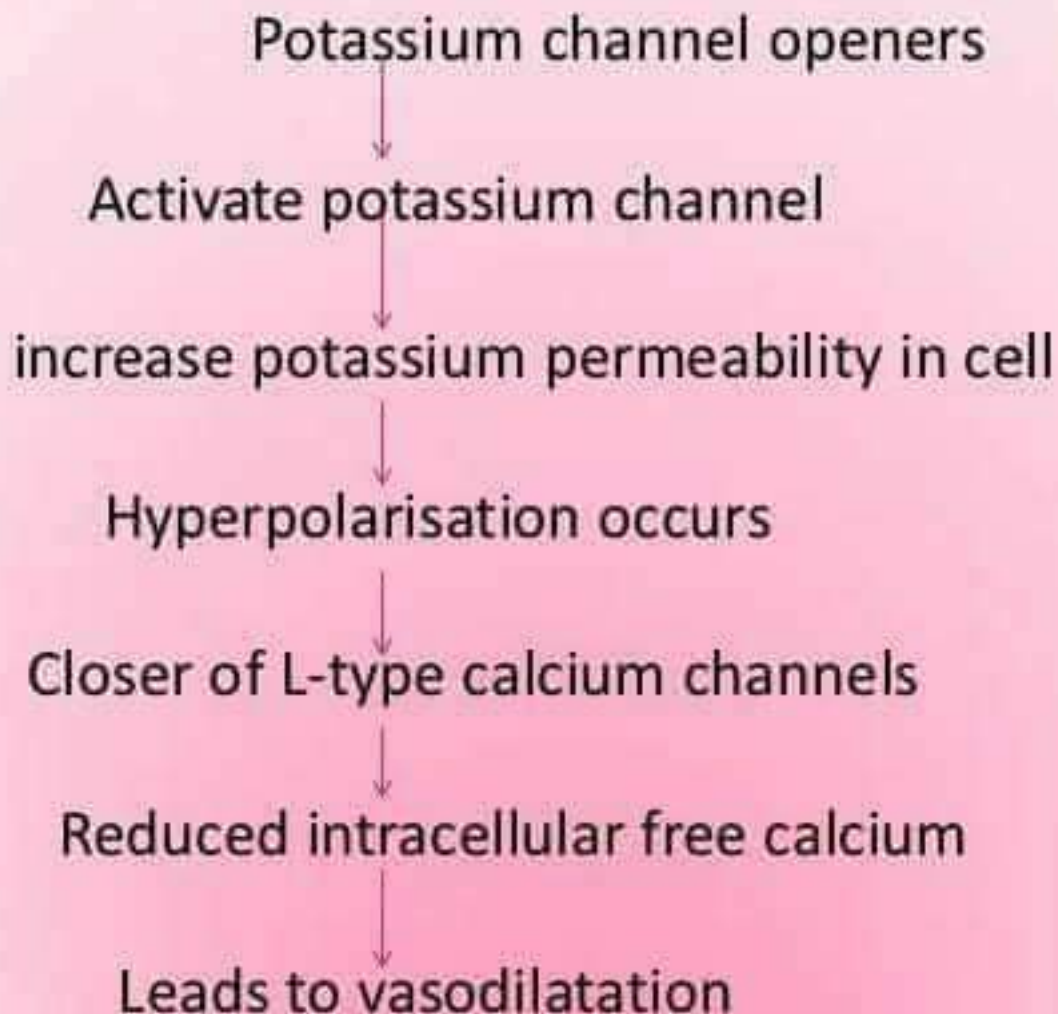 Potassium channel openers
Activate potassium channel
increase potassium permeability in cell
Hyperpolarisation occurs
Closer of L-type calcium channels
Reduced intracellular free calcium
Leads to vasodilatation